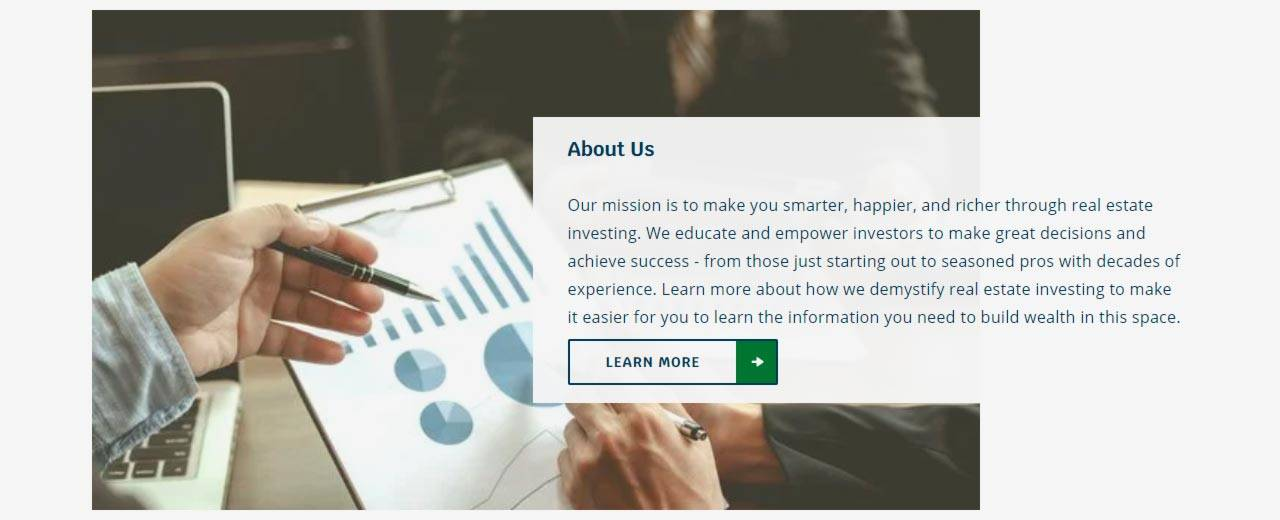 About Us
Our mission is to make you smarter, happier, and richer through real estate
investing. We educate and empower investors to make great decisions and
achieve success - from those just starting out to seasoned pros with decades of
experience. Learn more about how we demystify real estate investing to make
it easier for you to learn the information you need to build wealth in this space.
LEARN MORE